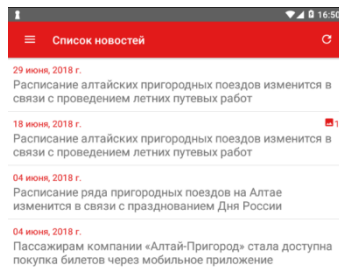 16:50
Список новостей
29 июня, 2018 г.
Расписание алтайских пригородных поездов изменится в
связи с проведением летних путевых работ
18 июня, 2018 г.
1
Расписание алтайских пригородных поездов изменится в
связи с проведением летних путевых работ
04 июня, 2018 г.
Расписание ряда пригородных поездов на Алтае
изменится в связи с празднованием Дня России
04 июня, 2018 г.
Пассажирам компании «Алтай-Пригород» стала доступна
покупка билетов через мобильное приложение